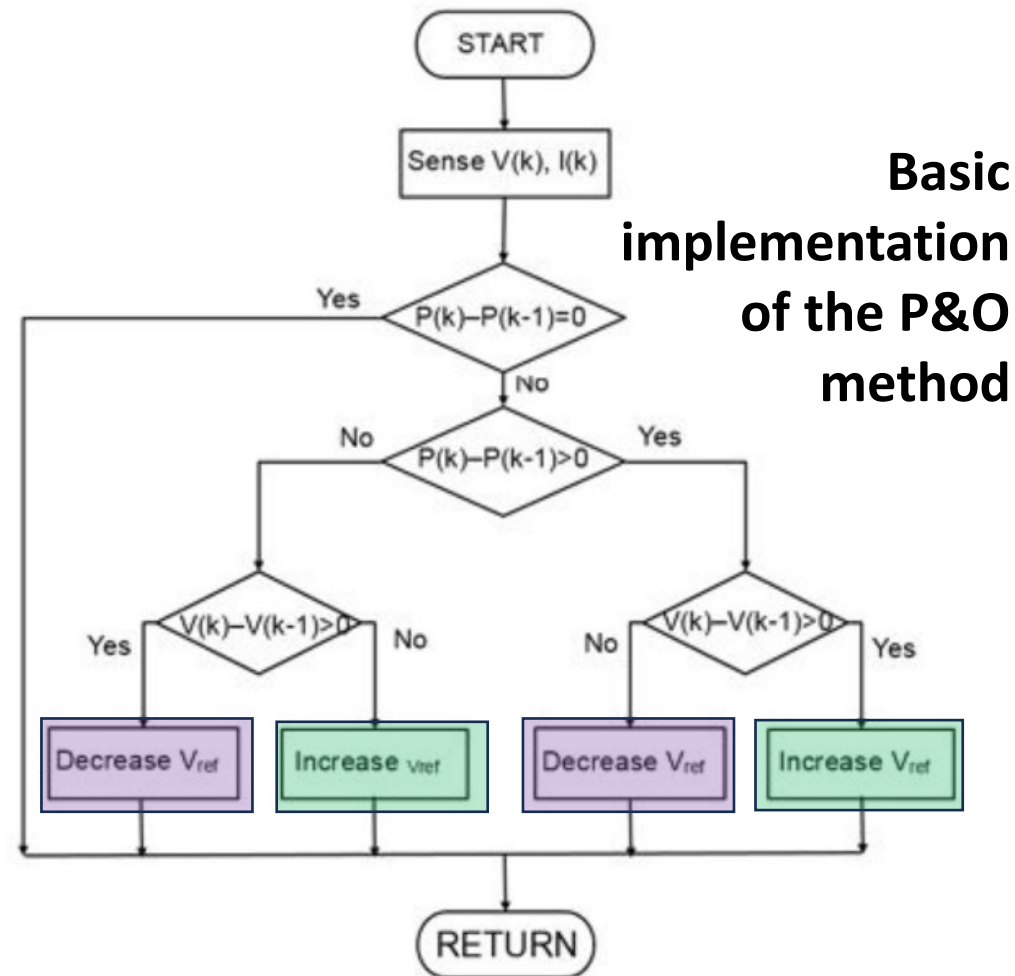 START
Sense V(k), I(k)
Basic
implementation
of the P&O
method
Yes
P(k)–P(k-1)=0
No
No
P(k)–P(k-1)>0
Yes
Yes
V(k)–V(k-1)>0
No
No
V(k)–V(k-1)>0
Yes
Decrease Vref
Increase Vref
Decrease Vref
Increase Vref
RETURN